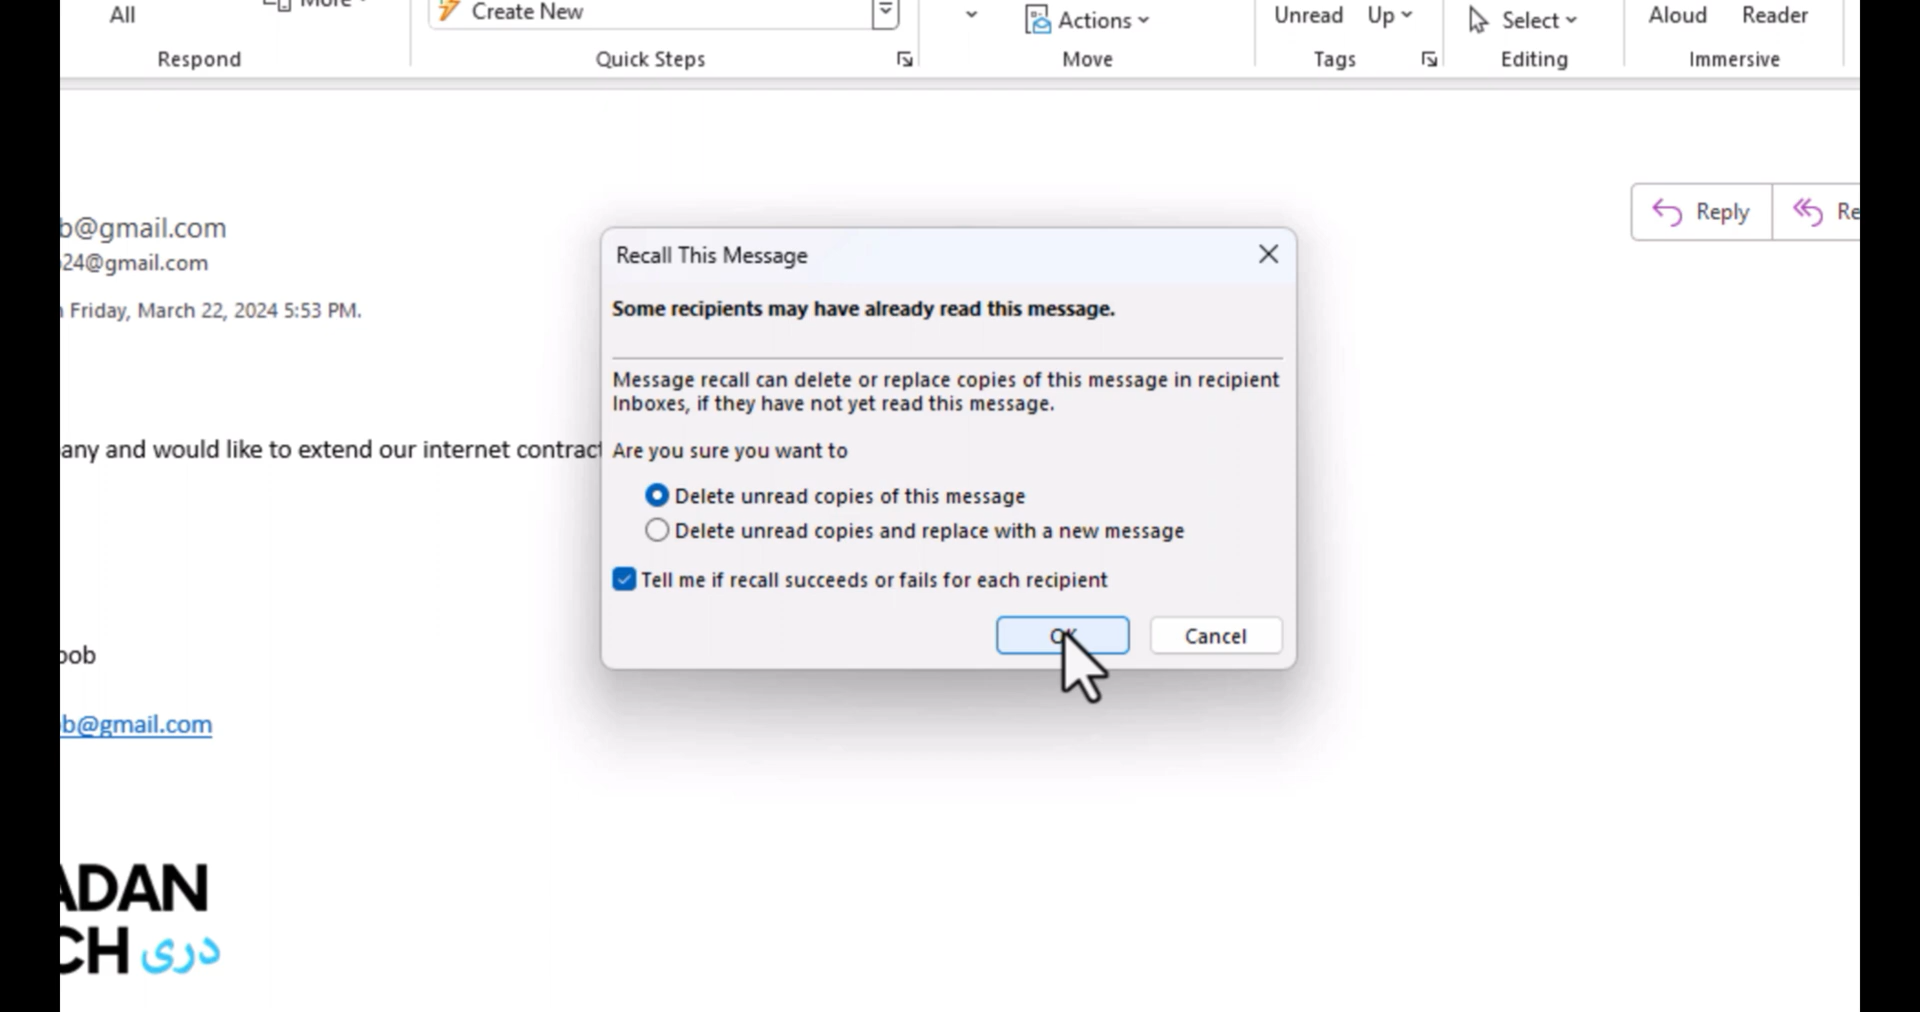 All
Create New
Actions
Unread
Up
Select
Aloud
Reader
Respond
Quick Steps
Move
Tags
Editing
Immersive
b@gmail.com
24@gmail.com
Friday, March 22, 2024 5:53 PM.
Reply
any and would like to extend our internet contract
Recall This Message
Some recipients may have already read this message.
Message recall can delete or replace copies of this message in recipient
Inboxes, if they have not yet read this message.
Are you sure you want to
Delete unread copies of this message
Delete unread copies and replace with a new message
Tell me if recall succeeds or fails for each recipient
OK
Cancel
oob
b@gmail.com
ADAN
CH دری